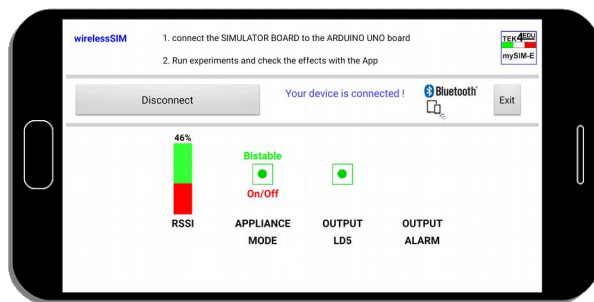 wirelessSIM
1. connect the SIMULATOR BOARD to the ARDUINO UNO board
2. Run experiments and check the effects with the App
TEK4EDU
mySIM-E
Disconnect
Your device is connected !
Bluetooth
Exit
46%
Bistable
On/Off
RSSI
APPLIANCE
MODE
OUTPUT
LD5
OUTPUT
ALARM